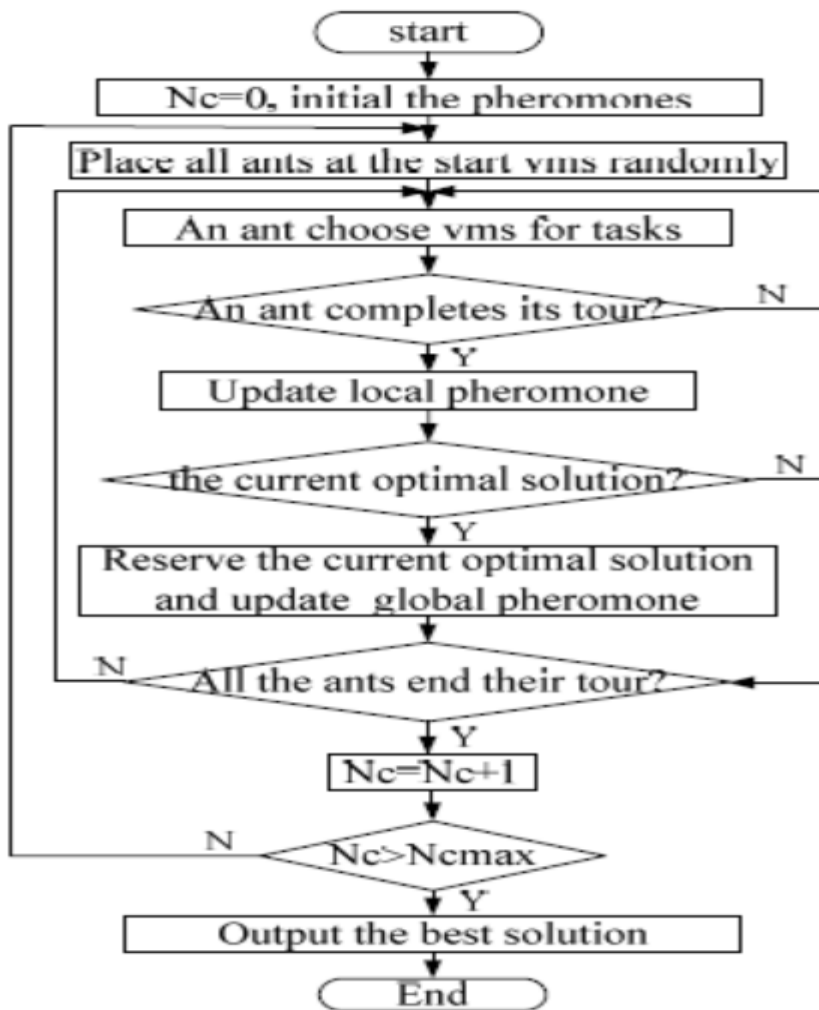 start
Nc=0, initial the pheromones
Place all ants at the start vms randomly
An ant choose vms for tasks
An ant completes its tour?
N
Y
Update local pheromone
the current optimal solution?
N
Y
Reserve the current optimal solution
and update global pheromone
N
All the ants end their tour?
Y
Nc=Nc+1
N
Nc>Ncmax
Y
Output the best solution
End